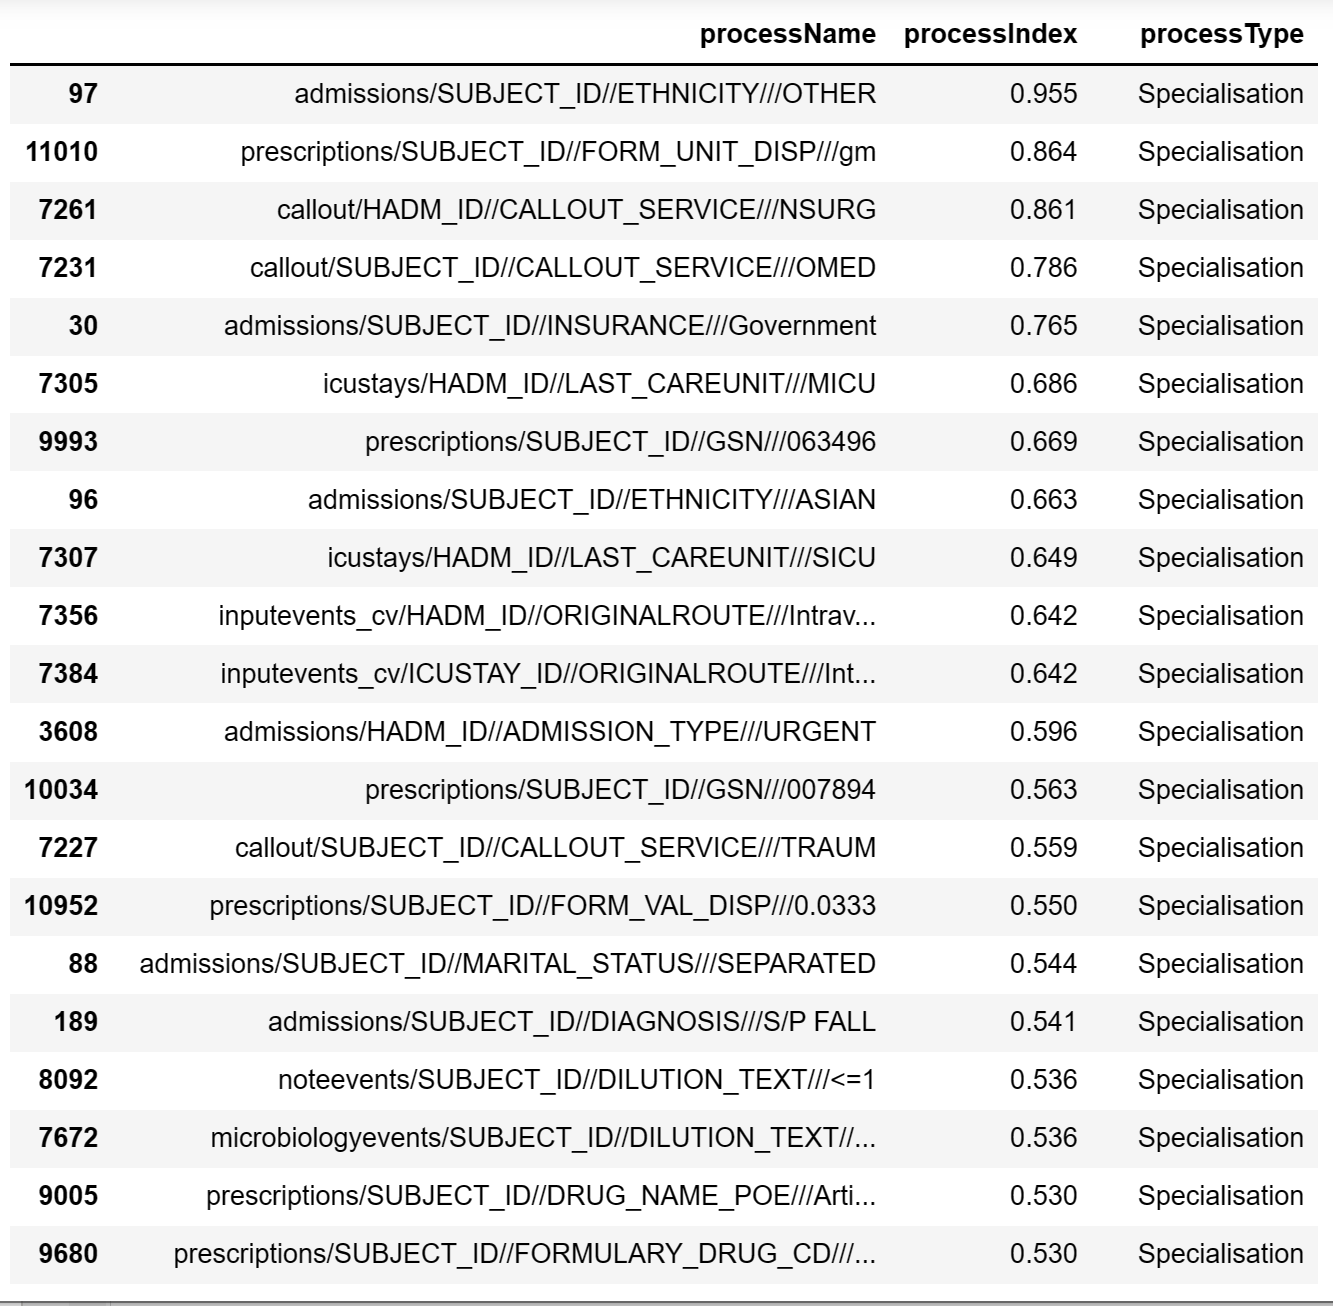 processName processIndex processType
97 admissions/SUBJECT_ID//ETHNICITY///OTHER 0.955 Specialisation
11010 prescriptions/SUBJECT_ID//FORM_UNIT_DISP///gm 0.864 Specialisation
7261 callout/HADM_ID//CALLOUT_SERVICE///NSURG 0.861 Specialisation
7231 callout/SUBJECT_ID//CALLOUT_SERVICE///OMED 0.786 Specialisation
30 admissions/SUBJECT_ID//INSURANCE///Government 0.765 Specialisation
7305 icustays/HADM_ID//LAST_CAREUNIT///MICU 0.686 Specialisation
9993 prescriptions/SUBJECT_ID//GSN///063496 0.669 Specialisation
96 admissions/SUBJECT_ID//ETHNICITY///ASIAN 0.663 Specialisation
7307 icustays/HADM_ID//LAST_CAREUNIT///SICU 0.649 Specialisation
7356 inputevents_cv/HADM_ID//ORIGINALROUTE///Intrav... 0.642 Specialisation
7384 inputevents_cv/ICUSTAY_ID//ORIGINALROUTE///Int... 0.642 Specialisation
3608 admissions/HADM_ID//ADMISSION_TYPE///URGENT 0.596 Specialisation
10034 prescriptions/SUBJECT_ID//GSN///007894 0.563 Specialisation
7227 callout/SUBJECT_ID//CALLOUT_SERVICE///TRAUM 0.559 Specialisation
10952 prescriptions/SUBJECT_ID//FORM_VAL_DISP///0.0333 0.550 Specialisation
88 admissions/SUBJECT_ID//MARITAL_STATUS///SEPARATED 0.544 Specialisation
189 admissions/SUBJECT_ID//DIAGNOSIS///S/P FALL 0.541 Specialisation
8092 noteevents/SUBJECT_ID//DILUTION_TEXT///<=1 0.536 Specialisation
7672 microbiologyevents/SUBJECT_ID//DILUTION_TEXT//... 0.536 Specialisation
9005 prescriptions/SUBJECT_ID//DRUG_NAME_POE///Arti... 0.530 Specialisation
9680 prescriptions/SUBJECT_ID//FORMULARY_DRUG_CD///... 0.530 Specialisation